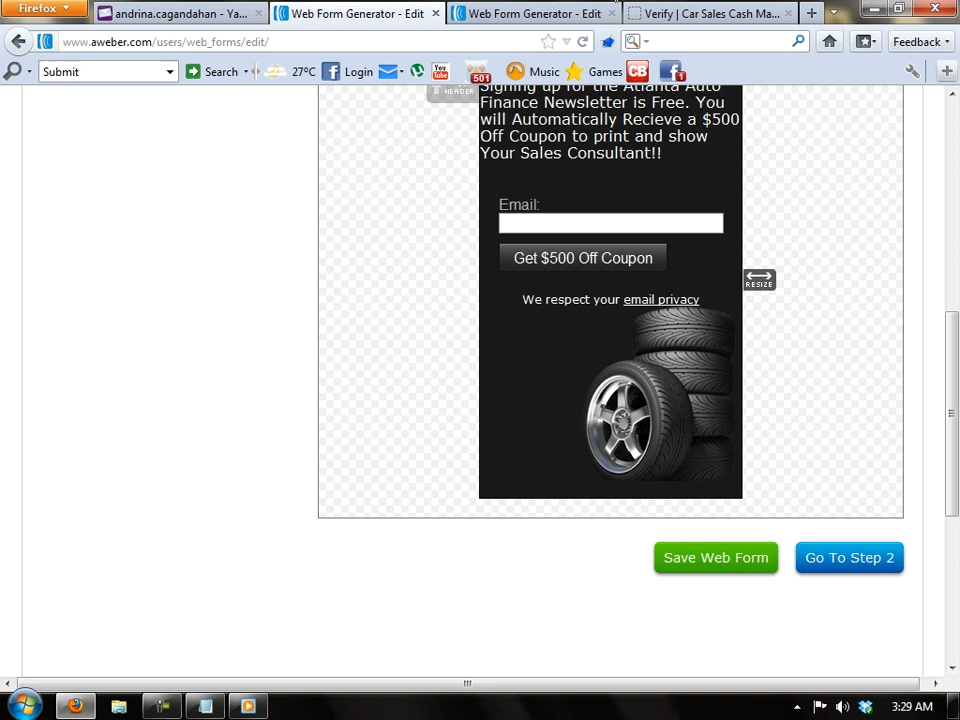 Firefox
andrina.cagandahan - Ya...
Web Form Generator - Edit
Web Form Generator - Edit
Verify | Car Sales Cash Ma...
www.aweber.com/users/web_forms/edit/
Feedback
Submit
Search
27°C
Login
You Tube
501
Music
Games
CB
1
HEADER
Signing up for the Atlanta Auto
Finance Newsletter is Free. You
will Automatically Recieve a $500
Off Coupon to print and show
Your Sales Consultant!!
Email:
Get $500 Off Coupon
RESIZE
We respect your email privacy
Save Web Form
Go To Step 2
3:29 AM